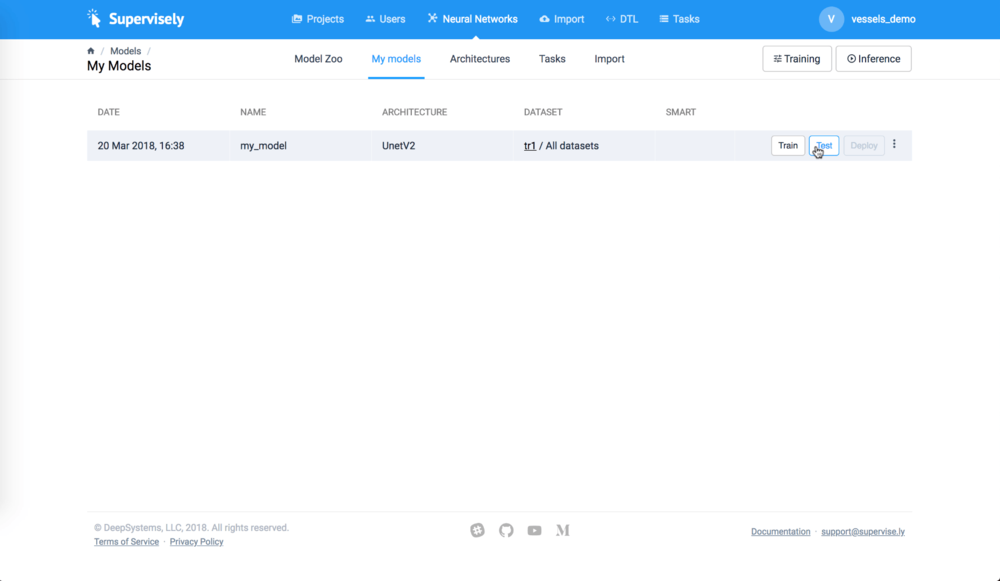 Supervisely
Projects Users Neural Networks Import DTL Tasks V vessels_demo
/ Models /
My Models
Model Zoo My models Architectures Tasks Import Training Inference
DATE NAME ARCHITECTURE DATASET SMART
20 Mar 2018, 16:38 my_model UnetV2 tr1 / All datasets Train Test Deploy
© DeepSystems, LLC, 2018. All rights reserved.
Terms of Service · Privacy Policy
Documentation · support@supervise.ly